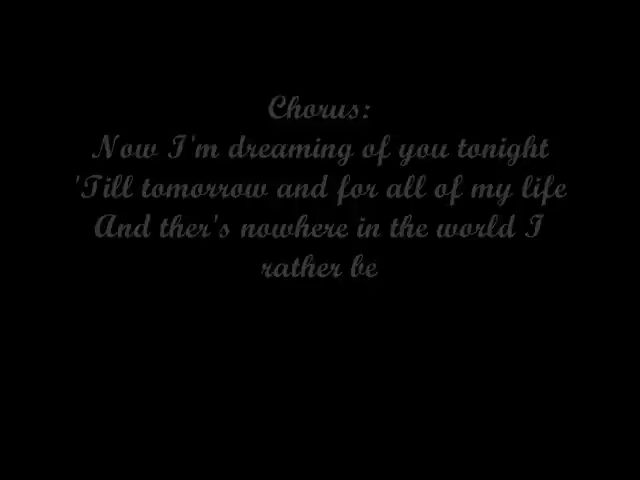 Chorus:
Now I'm dreaming of you tonight
'Till tomorrow and for all of my life
And ther's nowhere in the world I
rather be